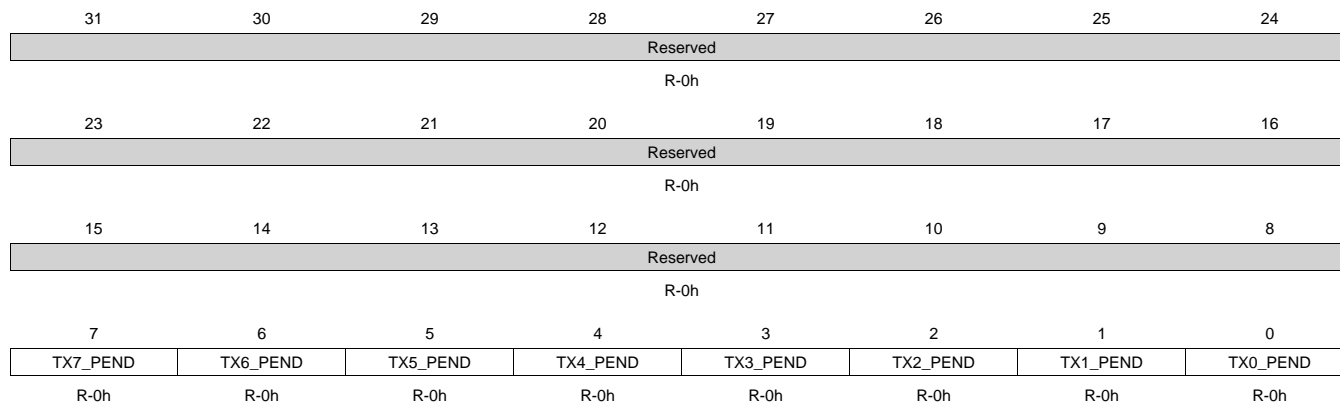 31 30 29 28 27 26 25 24
Reserved
R-0h
23 22 21 20 19 18 17 16
Reserved
R-0h
15 14 13 12 11 10 9 8
Reserved
R-0h
7 6 5 4 3 2 1 0
TX7_PEND TX6_PEND TX5_PEND TX4_PEND TX3_PEND TX2_PEND TX1_PEND TX0_PEND
R-0h R-0h R-0h R-0h R-0h R-0h R-0h R-0h